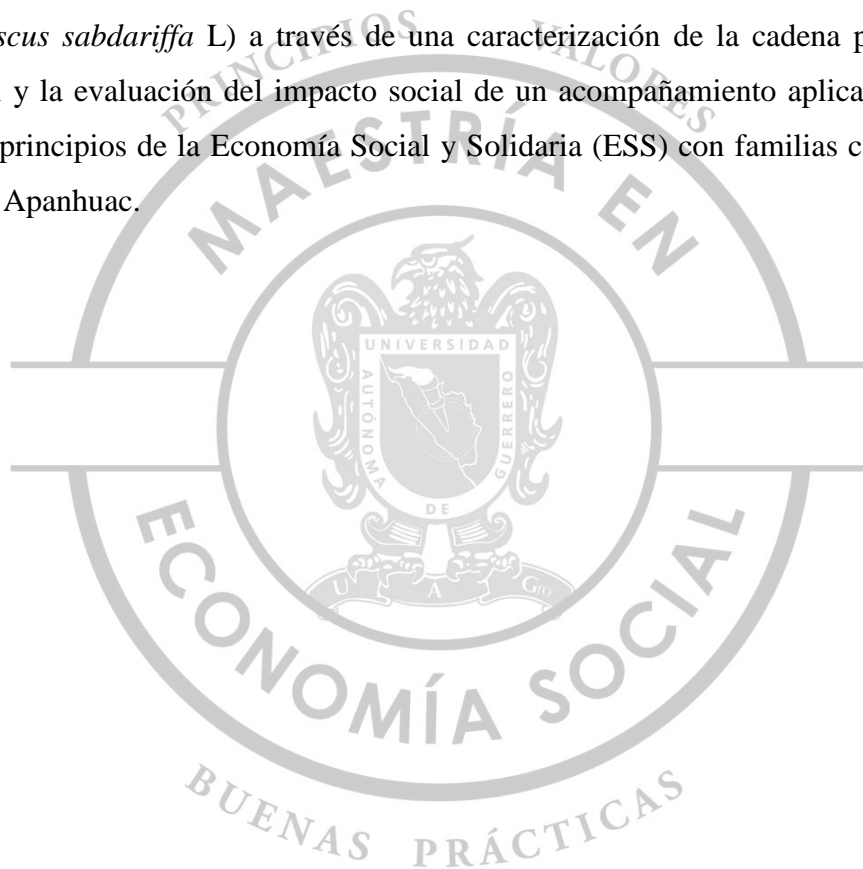 scus sabdariffa L) a través de una caracterización de la cadena p
y la evaluación del impacto social de un acompañamiento aplica
principios de la Economía Social y Solidaria (ESS) con familias c
Apanhuac.
PRINCIPIOS VALORES
MAESTRÍA EN
UNIVERSIDAD
AUTÓNOMA
GUERRERO
DE
U A Gro
ECONOMÍA SOCIAL
BUENAS PRÁCTICAS